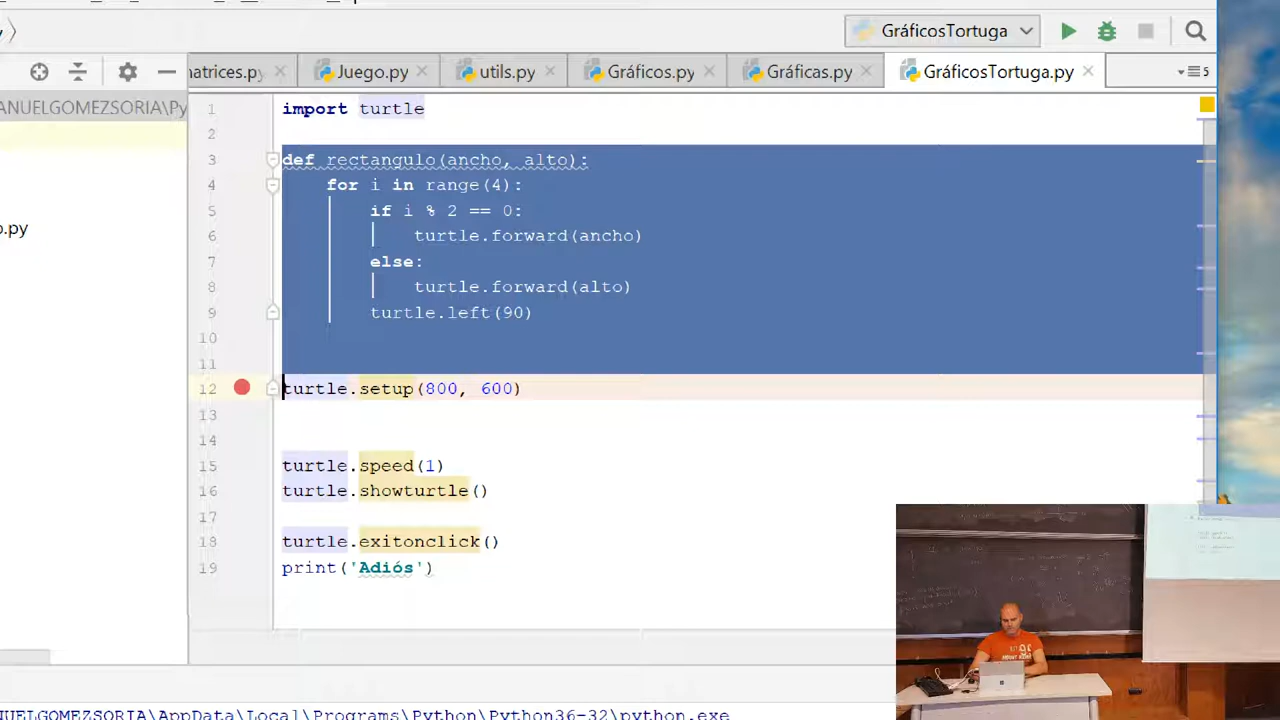 GráficosTortuga
natrices.py Juego.py utils.py Gráficos.py Gráficas.py GráficosTortuga.py 5
ANUELGOMEZSORIA\Py
o.py
1 import turtle
2
3 def rectangulo(ancho, alto):
4 for i in range(4):
5 if i % 2 == 0:
6 turtle.forward(ancho)
7 else:
8 turtle.forward(alto)
9 turtle.left(90)
10
11
12 turtle.setup(800, 600)
13
14
15 turtle.speed(1)
16 turtle.showturtle()
17
18 turtle.exitonclick()
19 print('Adiós')
NUELGOMEZSORIA\AppData\Local\Programs\Python\Python36-32\python.exe